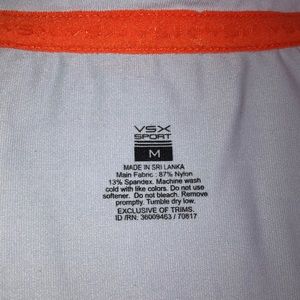 VSX
SPORT
M
MADE IN SRI LANKA
Main Fabric : 87% Nylon
13% Spandex. Machine wash
cold with like colors. Do not use
softener. Do not bleach. Remove
promptly. Tumble dry low.
EXCLUSIVE OF TRIMS.
ID /RN: 36009463 / 70817